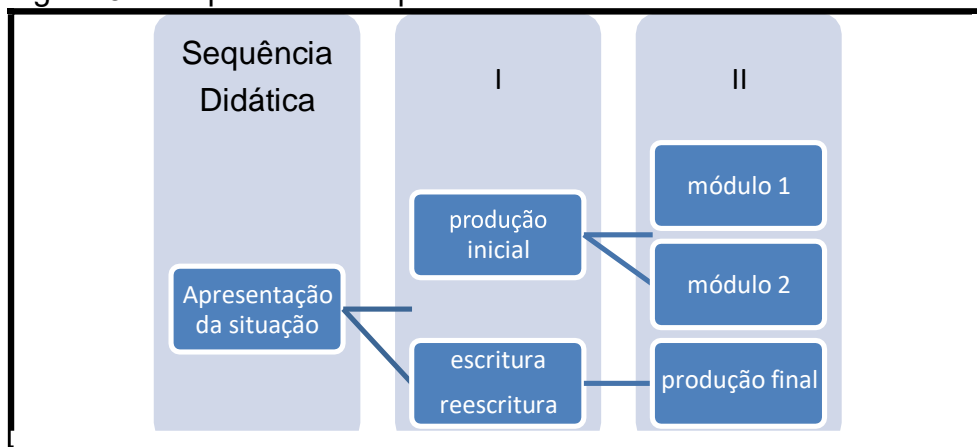 Sequência
Didática
I
II
módulo 1
produção
inicial
módulo 2
Apresentação
da situação
escritura
reescritura
produção final